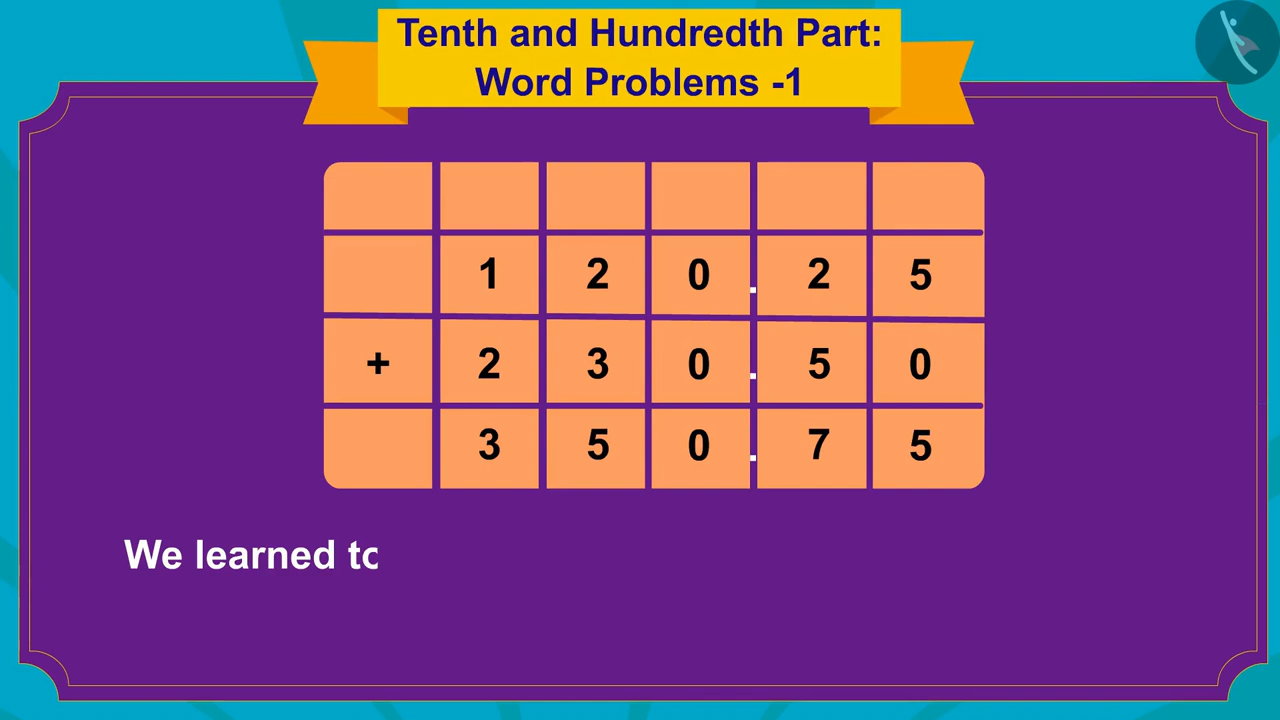 Tenth and Hundredth Part:
Word Problems -1
1 2 0 . 2 5
+ 2 3 0 . 5 0
3 5 0 . 7 5
We learned to